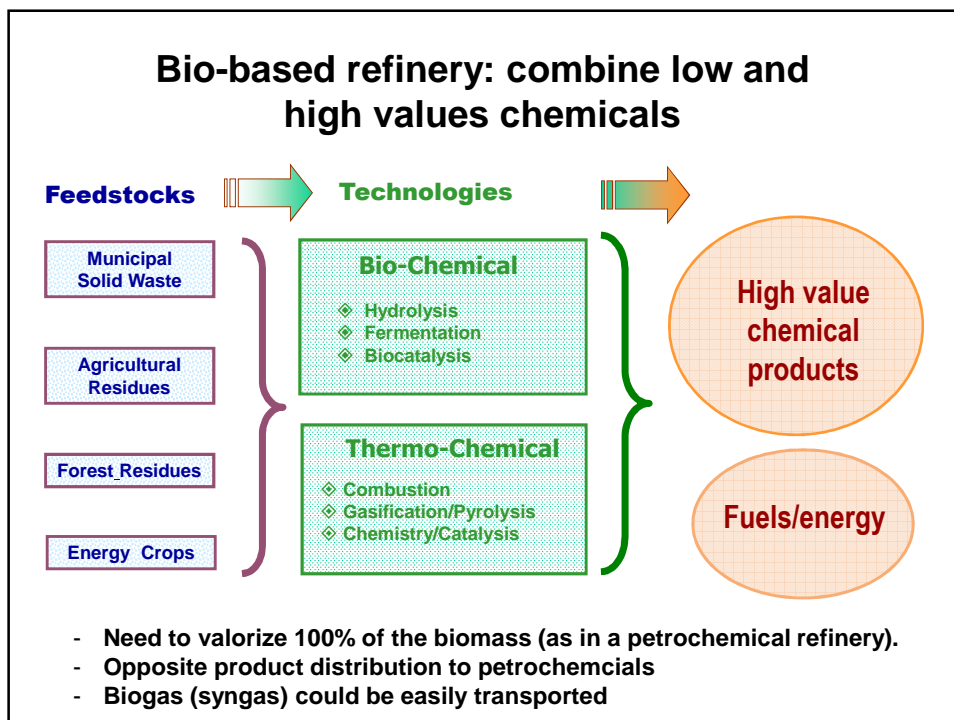 Bio-based refinery: combine low and
high values chemicals
Feedstocks
Technologies
Municipal
Solid Waste
Agricultural
Residues
Forest Residues
Energy Crops
Bio-Chemical
Hydrolysis
Fermentation
Biocatalysis
Thermo-Chemical
Combustion
Gasification/Pyrolysis
Chemistry/Catalysis
High value
chemical
products
Fuels/energy
- Need to valorize 100% of the biomass (as in a petrochemical refinery).
- Opposite product distribution to petrochemcials
- Biogas (syngas) could be easily transported